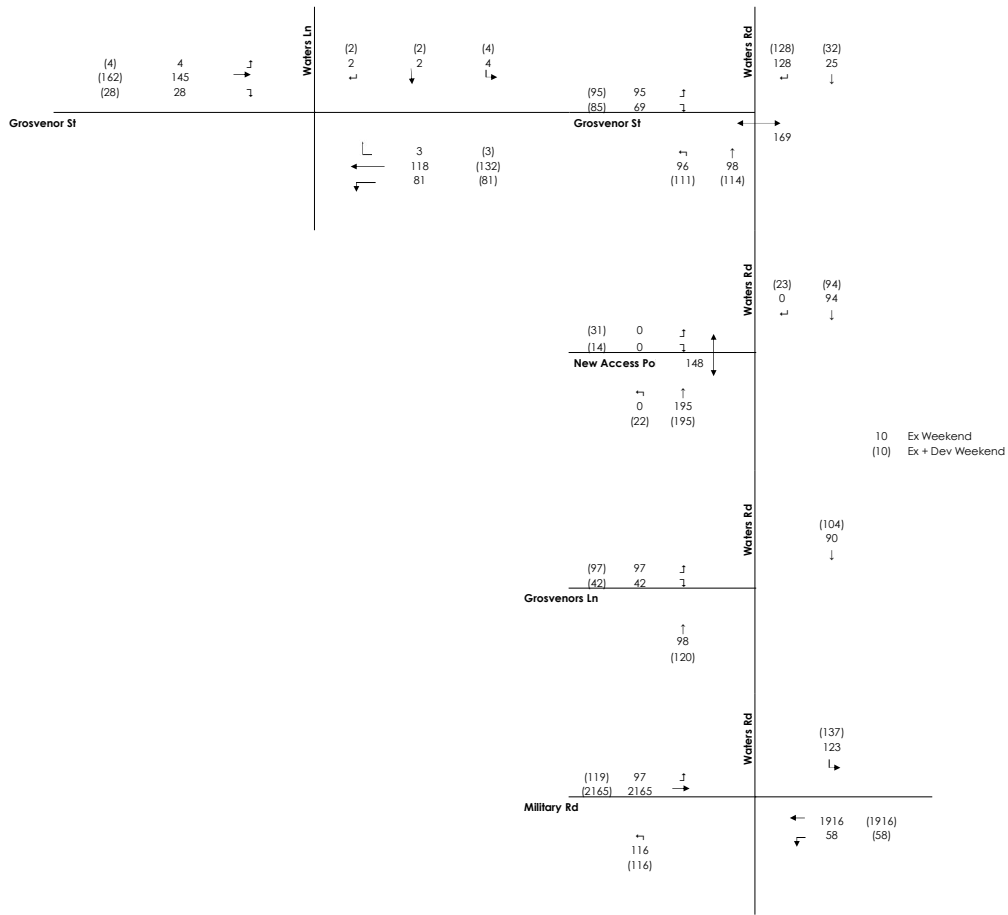 Waters Ln
(2) (2) (4)
2 2 4
(4) 4
(162) 145
(28) 28
Grosvenor St
3 (3)
118 (132)
81 (81)
Waters Rd
(128) (32)
128 25
(95) 95
(85) 69
Grosvenor St
169
96 98
(111) (114)
Waters Rd
(23) (94)
0 94
(31) 0
(14) 0
New Access Po 148
0 195
(22) (195)
10 Ex Weekend
(10) Ex + Dev Weekend
Waters Rd
(104)
90
(97) 97
(42) 42
Grosvenors Ln
98
(120)
Waters Rd
(137)
123
(119) 97
(2165) 2165
Military Rd
1916 (1916)
58 (58)
116
(116)